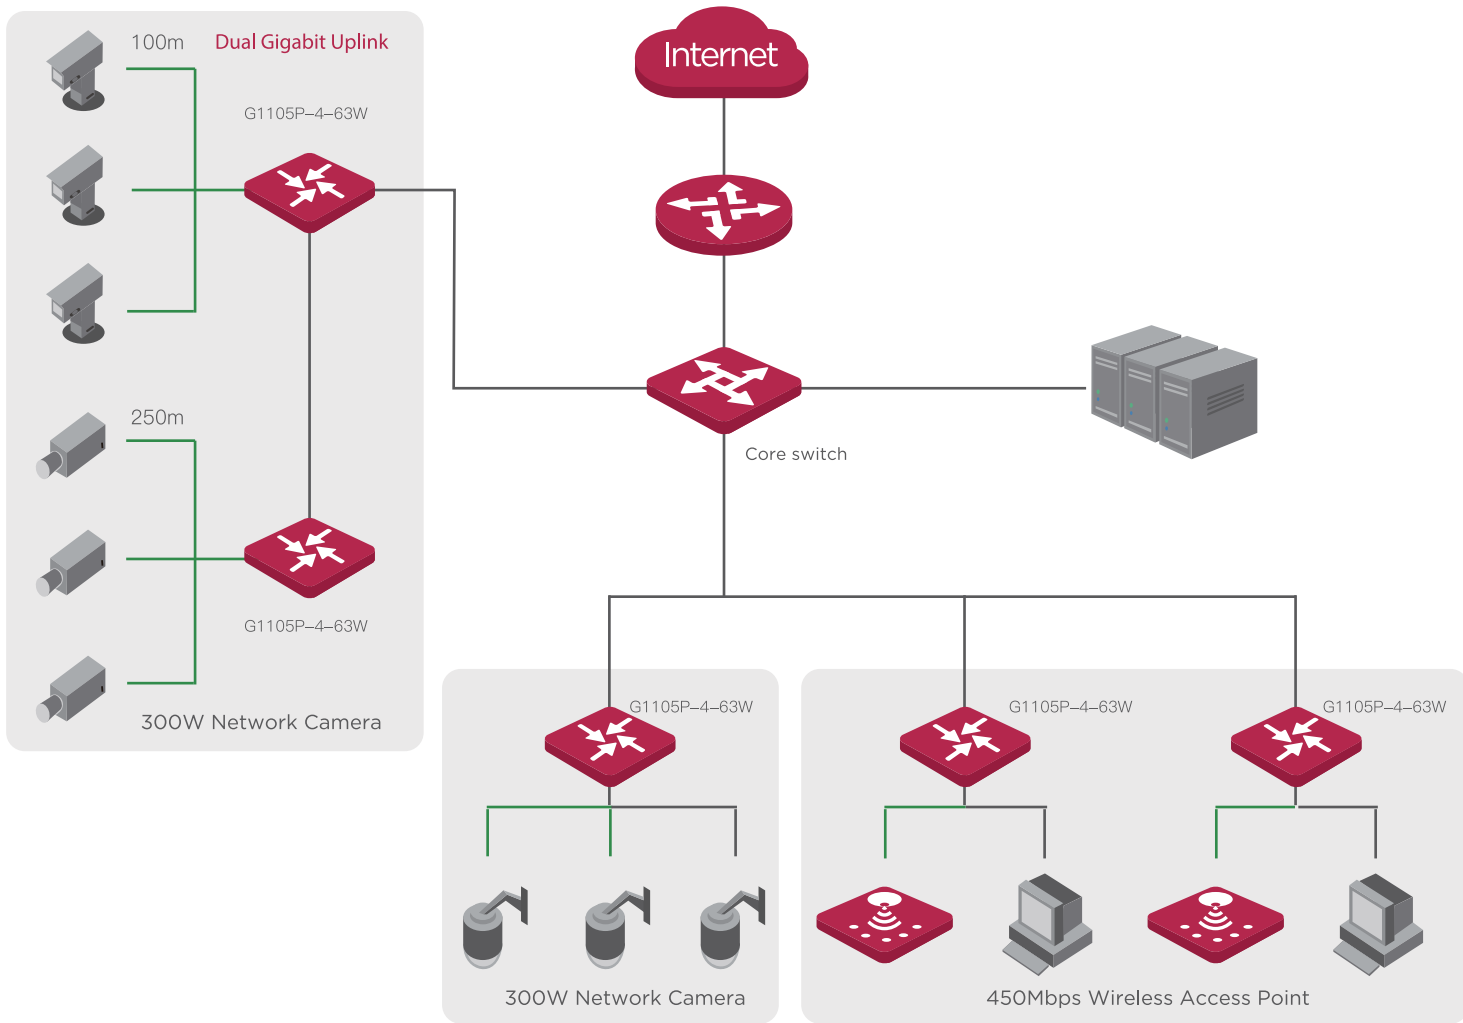 100m
Dual Gigabit Uplink
Internet
G1105P-4-63W
250m
Core switch
G1105P-4-63W
300W Network Camera
G1105P-4-63W
G1105P-4-63W
G1105P-4-63W
300W Network Camera
450Mbps Wireless Access Point